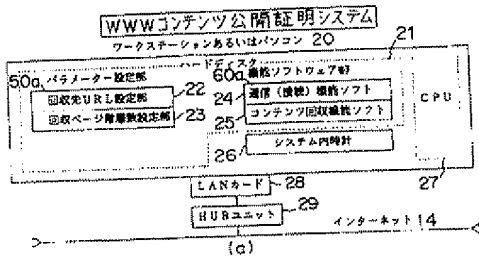 WWWコンテンツ公開証明システム
ワークステーションあるいはパソコン 20
ハードディスク 21
50a パラメーター設定部
回収先URL設定部 22
回収ページ階層数設定部 23
60a 機能ソフトウェア部
24 通信(接続)機能ソフト
25 コンテンツ回収機能ソフト
26 システム内時計
CPU
27
LANカード 28
HUBユニット 29
インターネット 14
(a)